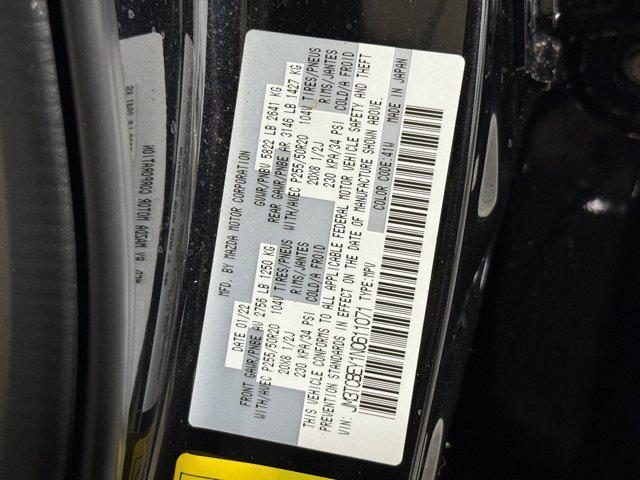 MFD. BY MAZDA MOTOR CORPORATION
DATE 01/22 GVWR/PNBV 5822 LB 2641 KG
FRONT GAWR/PNBE AV 2756 LB 1250 KG REAR GAWR/PNBE AR 3146 LB 1427 KG
WITH/AVEC P255/50R20 104V TIRES/PNEUS WITH/AVEC P255/50R20 104V TIRES/PNEUS
20X8 1/2J RIMS/JANTES 20X8 1/2J RIMS/JANTES
230 KPA/34 PSI COLD/A FROID 230 KPA/34 PSI COLD/A FROID
THIS VEHICLE CONFORMS TO ALL APPLICABLE FEDERAL MOTOR VEHICLE SAFETY AND THEFT
PREVENTION STANDARDS IN EFFECT ON THE DATE OF MANUFACTURE SHOWN ABOVE.
VIN: JM3TCBEY1N0611071 TYPE:MPV COLOR CODE:41W MADE IN JAPAN